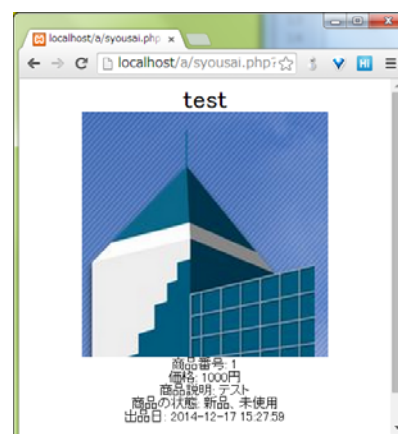 localhost/a/syousai.php
localhost/a/syousai.php?
HI
test
商品番号: 1
価格: 1000円
商品説明: テスト
商品の状態: 新品、未使用
出品日: 2014-12-17 15:27:59